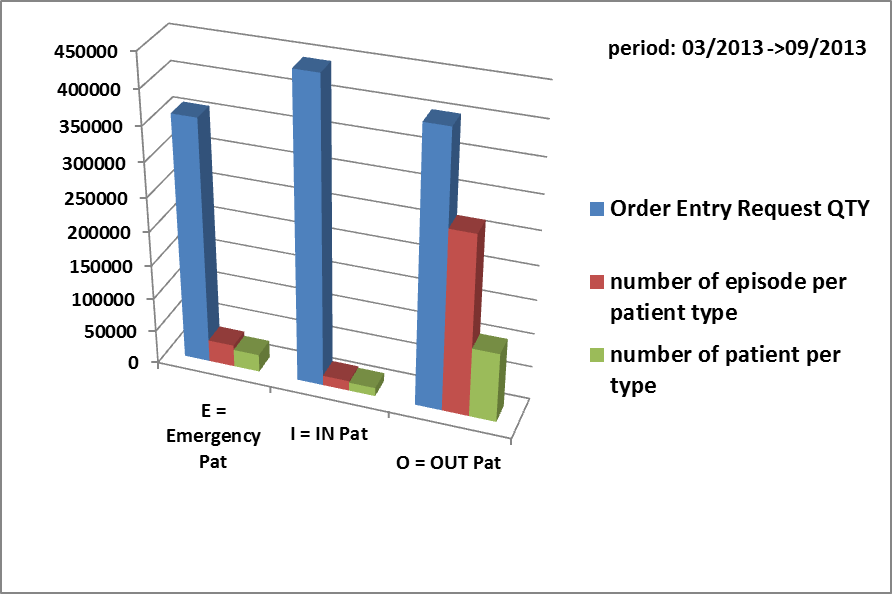 period: 03/2013 ->09/2013
450000
400000
350000
300000
250000
200000
150000
100000
50000
0
E =
Emergency
Pat
I = IN Pat
O = OUT Pat
Order Entry Request QTY
number of episode per
patient type
number of patient per
type